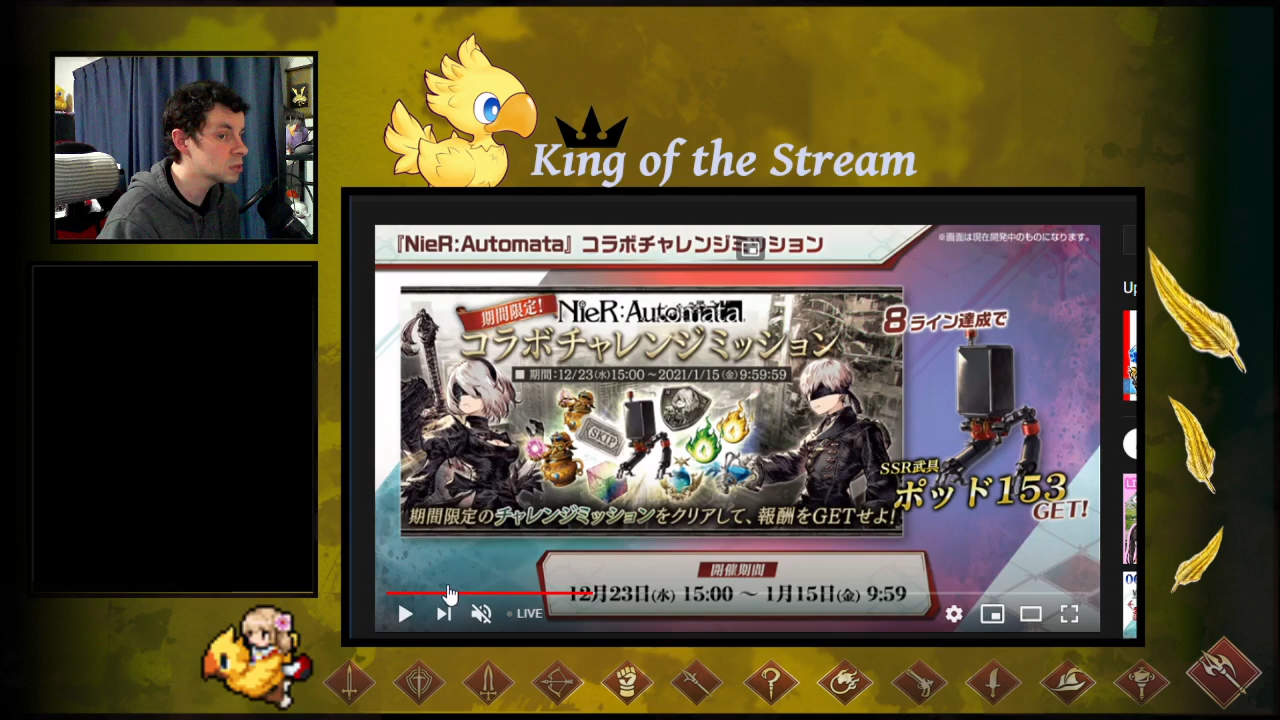 King of the Stream
『NieR:Automata』コラボチャレンジミッション
※画面は現在開発中のものになります。
期間限定!
NieR:Automata
コラボチャレンジミッション
■期間:12/23(水)15:00～2021/1/15(金)9:59:59
SKIP
期間限定のチャレンジミッションをクリアして、報酬をGETせよ!
8ライン達成で
SSR武具
ポッド153
GET!
開催期間
12月23日(水) 15:00 ～ 1月15日(金) 9:59
LIVE
Up